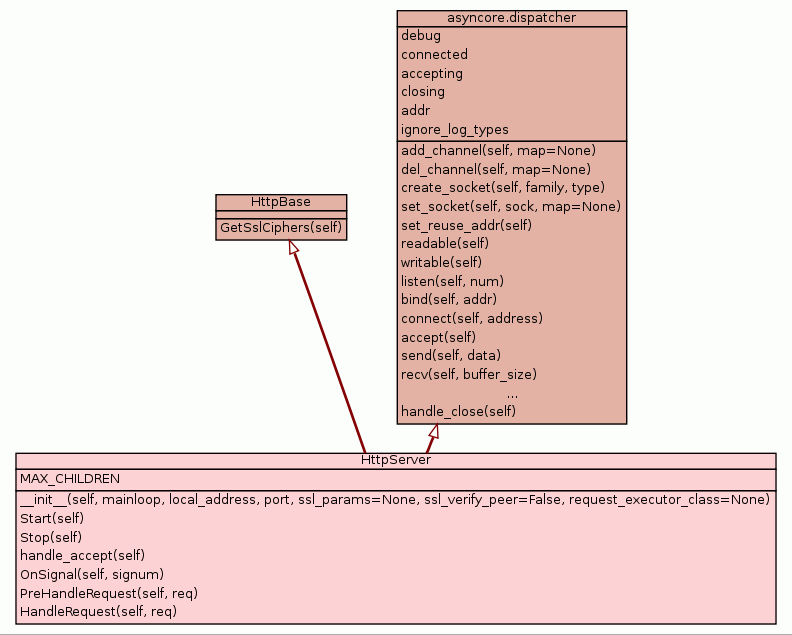 asyncore.dispatcher
debug
connected
accepting
closing
addr
ignore_log_types
add_channel(self, map=None)
del_channel(self, map=None)
create_socket(self, family, type)
set_socket(self, sock, map=None)
set_reuse_addr(self)
readable(self)
writable(self)
listen(self, num)
bind(self, addr)
connect(self, address)
accept(self)
send(self, data)
recv(self, buffer_size)
...
handle_close(self)
HttpBase
GetSslCiphers(self)
HttpServer
MAX_CHILDREN
__init__(self, mainloop, local_address, port, ssl_params=None, ssl_verify_peer=False, request_executor_class=None)
Start(self)
Stop(self)
handle_accept(self)
OnSignal(self, signum)
PreHandleRequest(self, req)
HandleRequest(self, req)